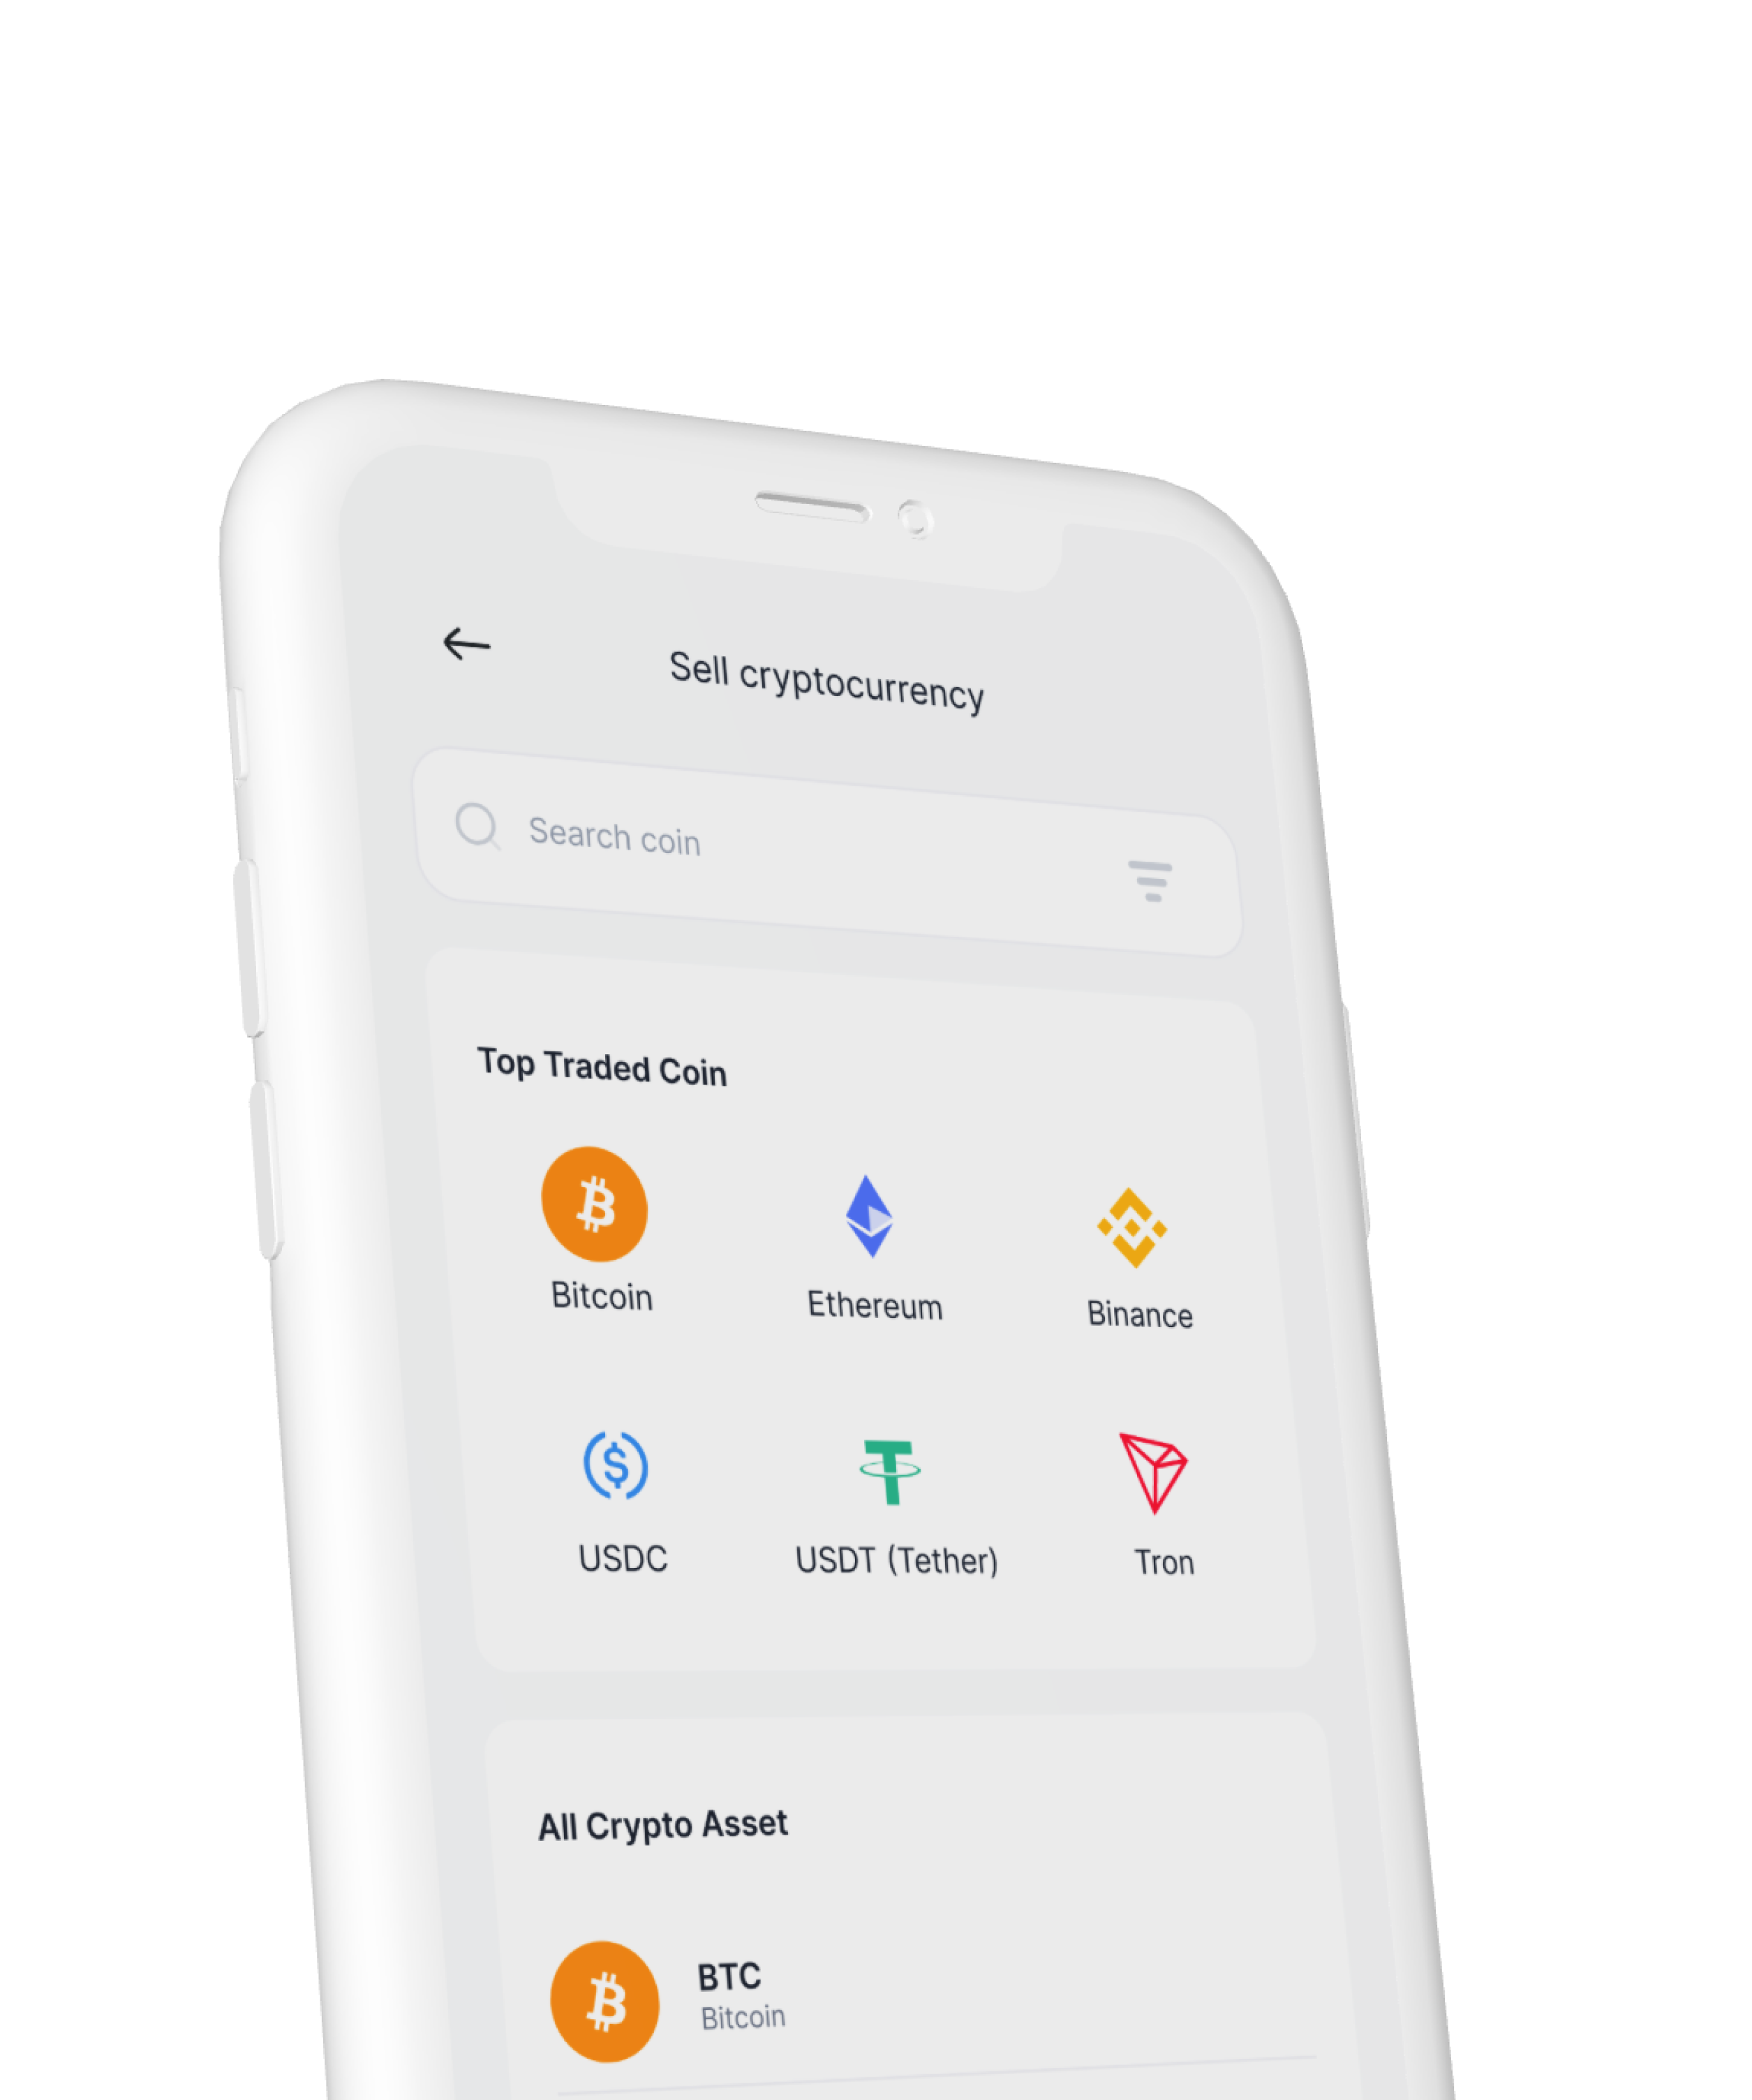 Sell cryptocurrency
Search coin
Top Traded Coin
Bitcoin
Ethereum
Binance
USDC
USDT (Tether)
Tron
All Crypto Asset
BTC
Bitcoin